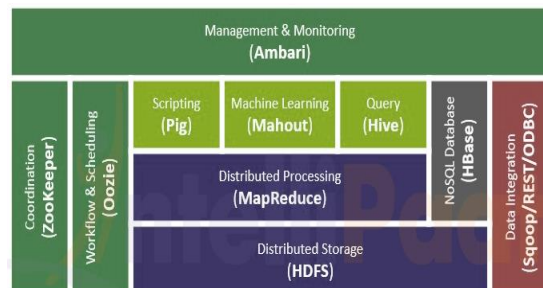 Management & Monitoring
(Ambari)
Coordination
(ZooKeeper)
Workflow & Scheduling
(Oozie)
Scripting
(Pig)
Machine Learning
(Mahout)
Query
(Hive)
NoSQL Database
(HBase)
Data Integration
(Sqoop/REST/ODBC)
Distributed Processing
(MapReduce)
Distributed Storage
(HDFS)